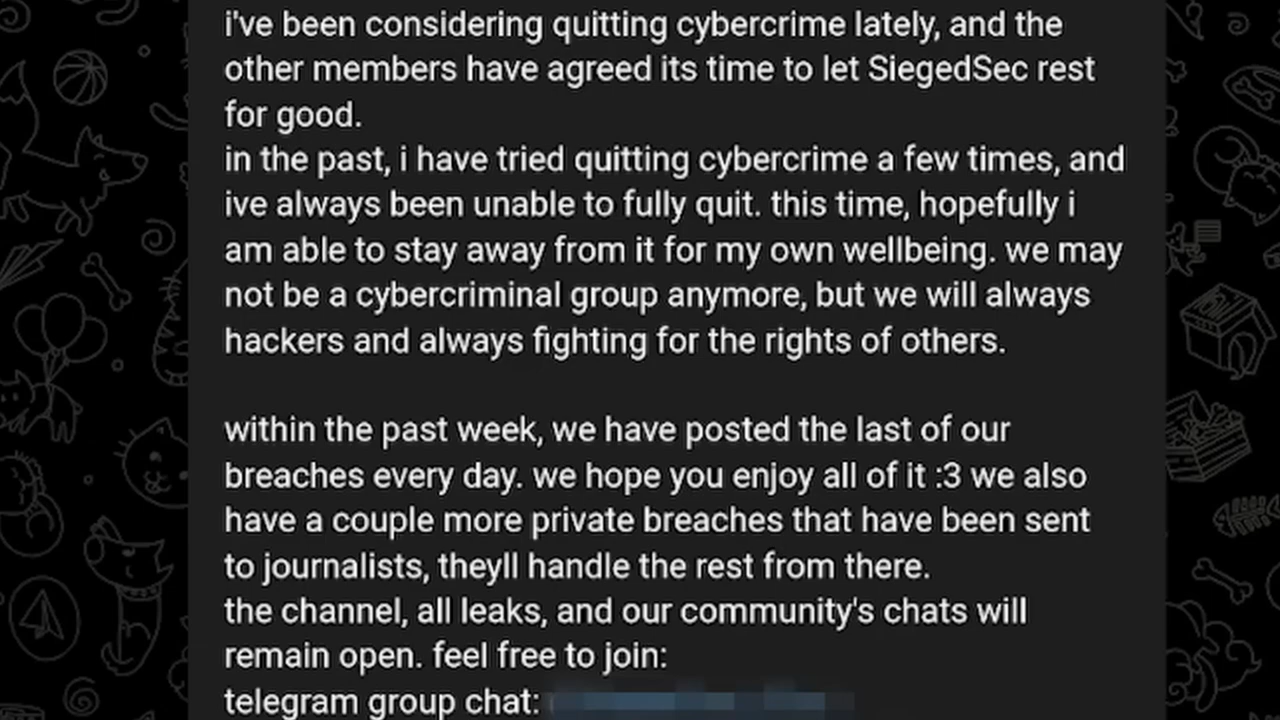 i've been considering quitting cybercrime lately, and the
other members have agreed its time to let SiegedSec rest
for good.
in the past, i have tried quitting cybercrime a few times, and
ive always been unable to fully quit. this time, hopefully i
am able to stay away from it for my own wellbeing. we may
not be a cybercriminal group anymore, but we will always
hackers and always fighting for the rights of others.
within the past week, we have posted the last of our
breaches every day. we hope you enjoy all of it :3 we also
have a couple more private breaches that have been sent
to journalists, theyll handle the rest from there.
the channel, all leaks, and our community's chats will
remain open. feel free to join:
telegram group chat: